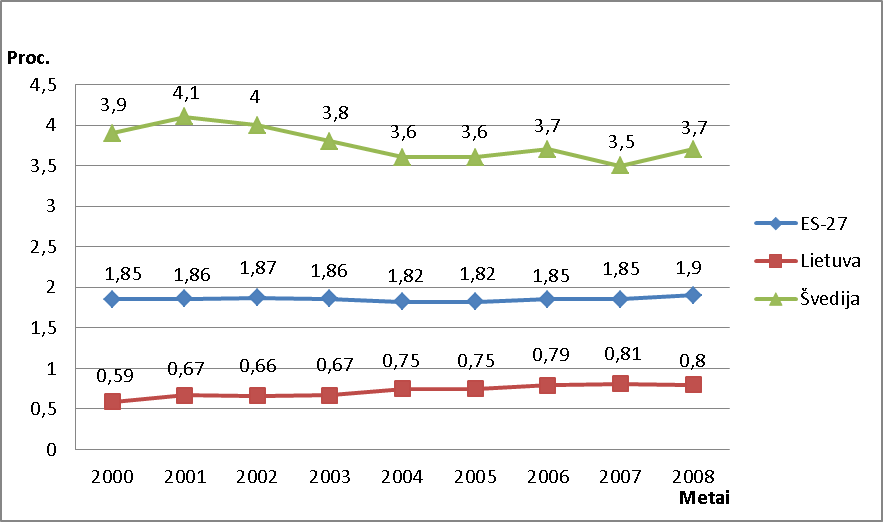 Proc.
4,5
4
3,5
3
2,5
2
1,5
1
0,5
0
3,9 4,1 4 3,8 3,6 3,6 3,7 3,5 3,7
1,85 1,86 1,87 1,86 1,82 1,82 1,85 1,85 1,9
0,59 0,67 0,66 0,67 0,75 0,75 0,79 0,81 0,8
2000 2001 2002 2003 2004 2005 2006 2007 2008
Metai
ES-27
Lietuva
Švedija